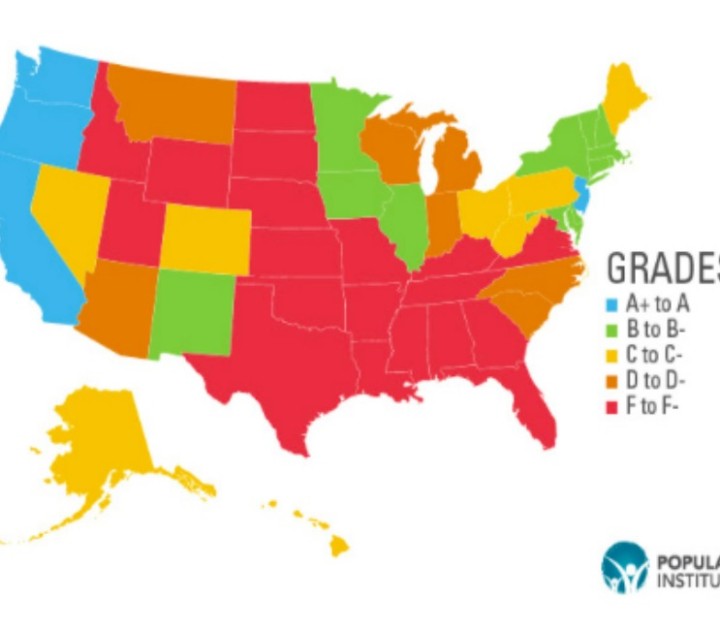 GRADES
A+ to A
B to B-
C to C-
D to D-
F to F-
POPULA
INSTITU